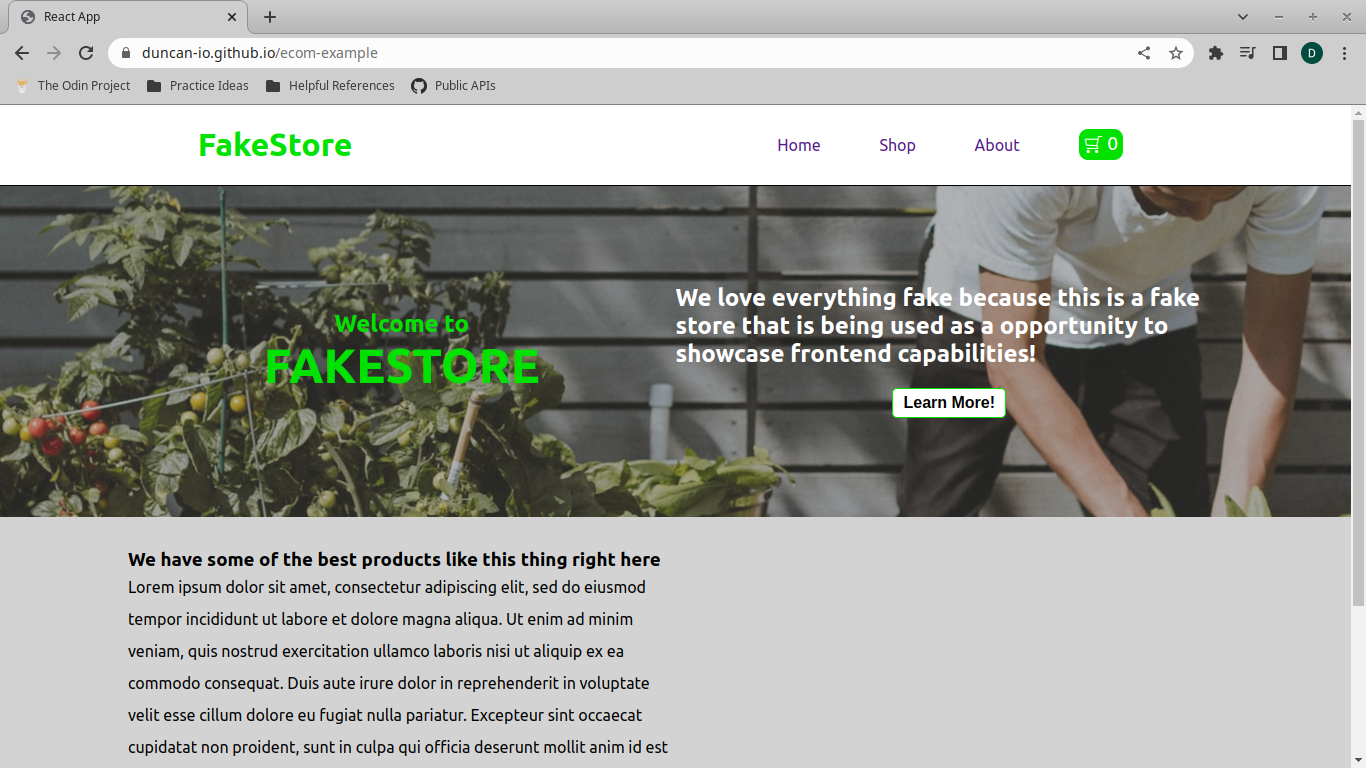 React App
duncan-io.github.io/ecom-example
D
The Odin Project Practice Ideas Helpful References Public APIs
FakeStore Home Shop About 0
Welcome to
FAKESTORE
We love everything fake because this is a fake
store that is being used as a opportunity to
showcase frontend capabilities!
Learn More!
We have some of the best products like this thing right here
Lorem ipsum dolor sit amet, consectetur adipiscing elit, sed do eiusmod
tempor incididunt ut labore et dolore magna aliqua. Ut enim ad minim
veniam, quis nostrud exercitation ullamco laboris nisi ut aliquip ex ea
commodo consequat. Duis aute irure dolor in reprehenderit in voluptate
velit esse cillum dolore eu fugiat nulla pariatur. Excepteur sint occaecat
cupidatat non proident, sunt in culpa qui officia deserunt mollit anim id est